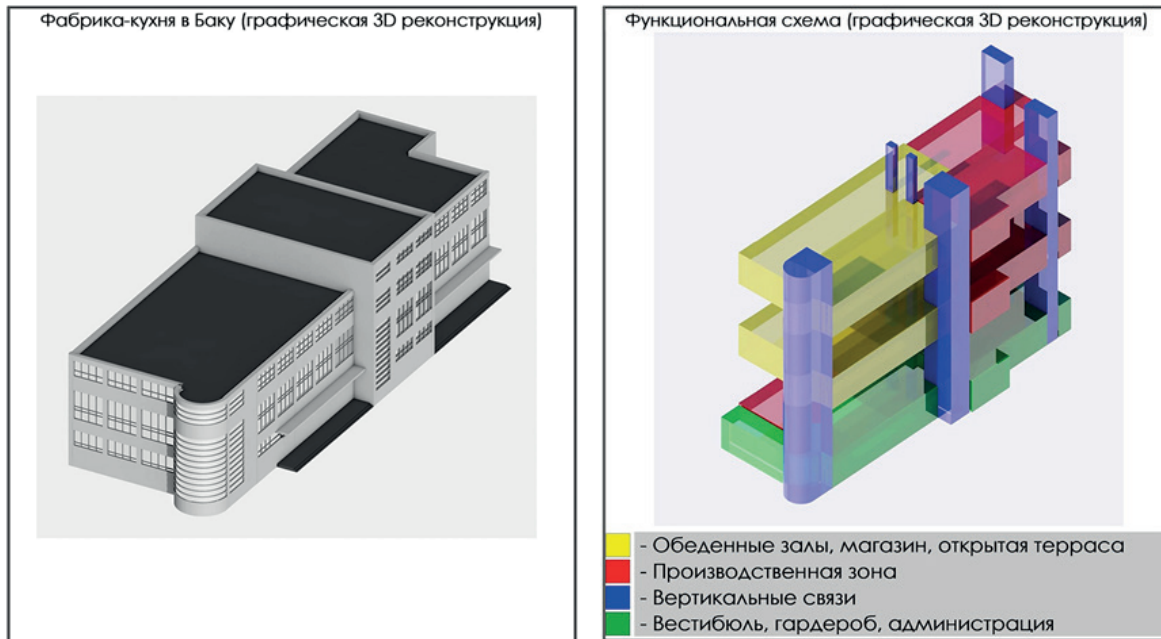 Фабрика-кухня в Баку (графическая 3D реконструкция)
Функциональная схема (графическая 3D реконструкция)
- Обеденные залы, магазин, открытая терраса
- Производственная зона
- Вертикальные связи
- Вестибюль, гардероб, администрация